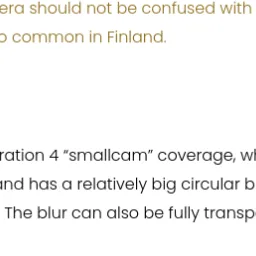 era should not be confused with
common in Finland.
ration 4 “smallcam” coverage, wh
and has a relatively big circular b
The blur can also be fully transp